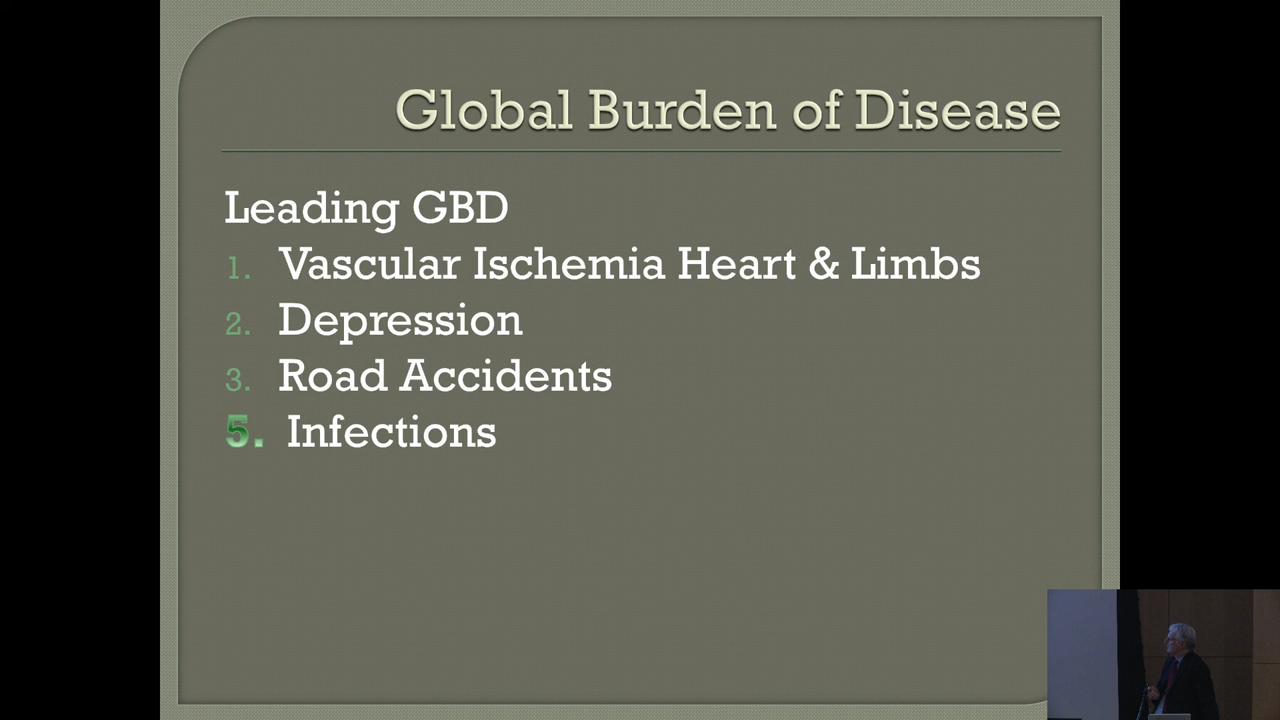 Global Burden of Disease
Leading GBD
1. Vascular Ischemia Heart & Limbs
2. Depression
3. Road Accidents
5. Infections